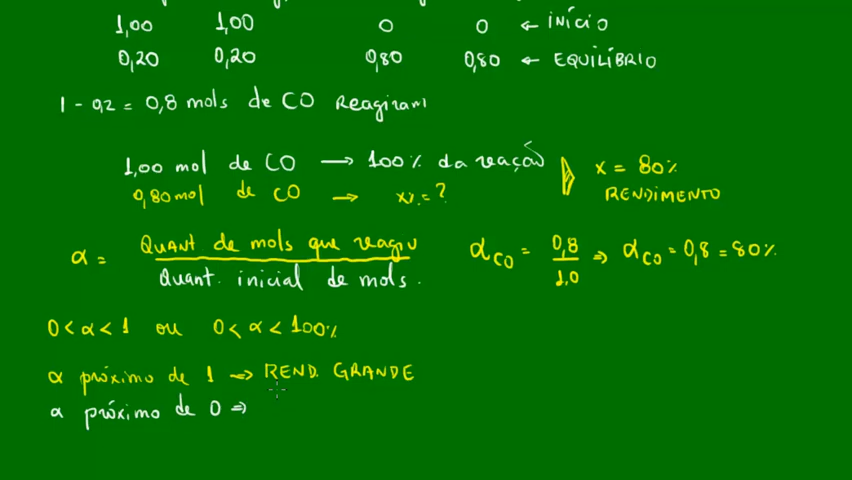 1,00 1,00 0 0 ← INÍCIO
0,20 0,20 0,80 0,80 ← EQUILÍBRIO
1 - 0,2 = 0,8 mols de CO Reagiram
1,00 mol de CO → 100% da reação
0,80 mol de CO → x% = ?
x = 80%
RENDIMENTO
α = Quant de mols que reagiu
Quant. inicial de mols.
α CO = 0,8 / 1,0 ⇒ α CO = 0,8 = 80%
0 < α < 1 ou 0 < α < 100%
α próximo de 1 ⇒ REND. GRANDE
α próximo de 0 ⇒